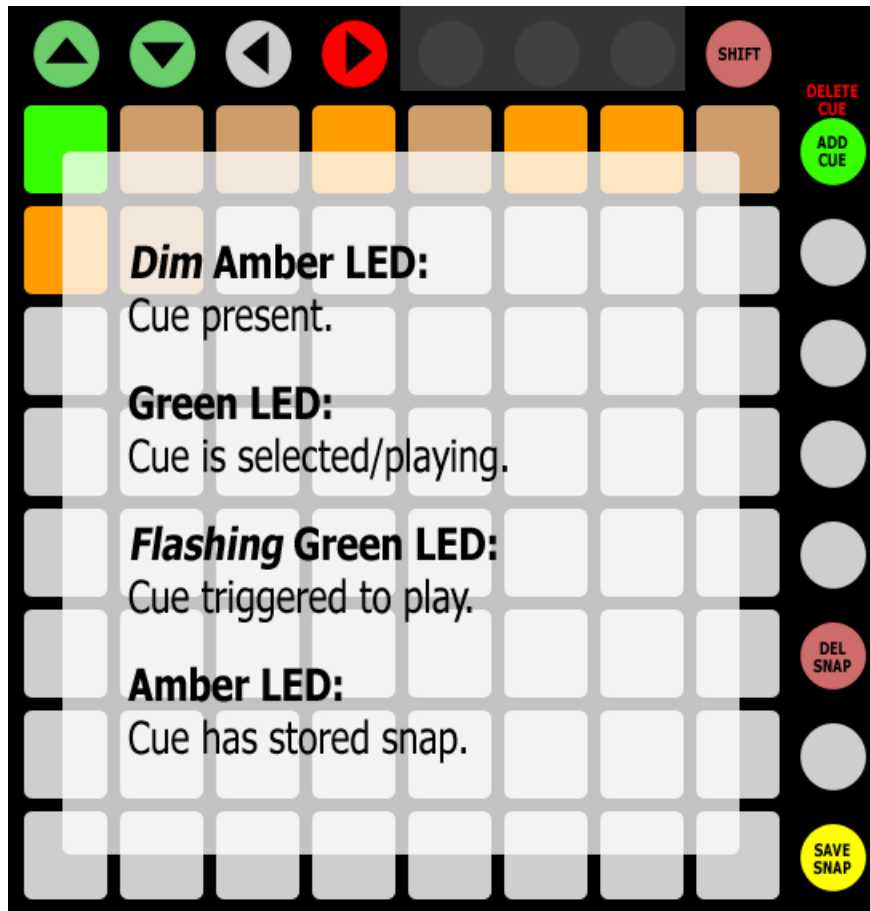 SHIFT
DELETE
CUE
ADD
CUE
Dim Amber LED:
Cue present.
Green LED:
Cue is selected/playing.
Flashing Green LED:
Cue triggered to play.
DEL
SNAP
Amber LED:
Cue has stored snap.
SAVE
SNAP